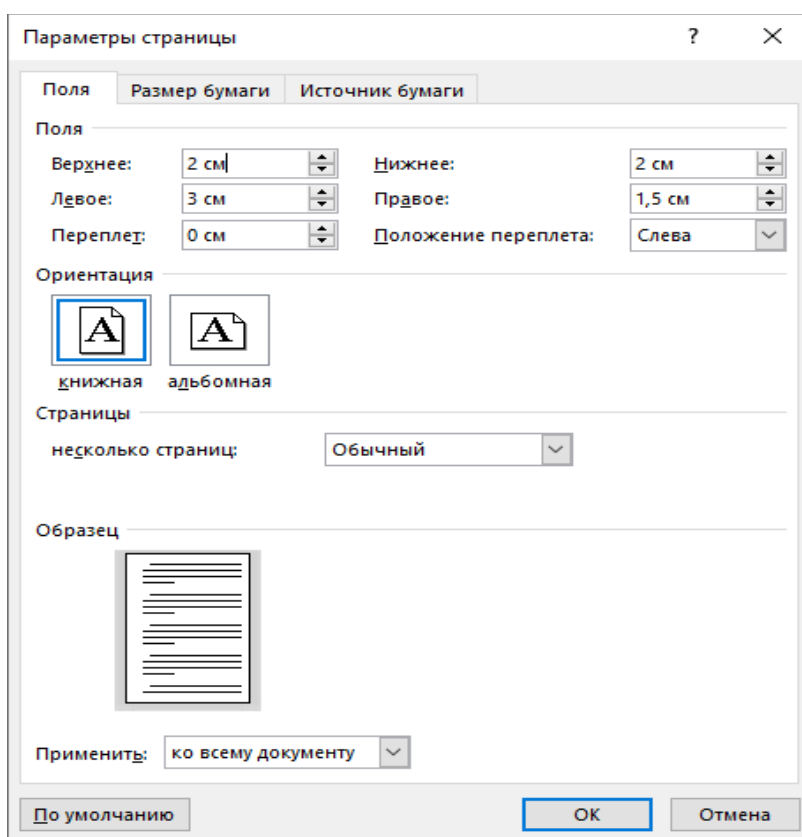 Параметры страницы ? ×
Поля Размер бумаги Источник бумаги
Поля
Верхнее: 2 см Нижнее: 2 см
Левое: 3 см Правое: 1,5 см
Переплет: 0 см Положение переплета: Слева
Ориентация
A A
книжная альбомная
Страницы
несколько страниц: Обычный
Образец
Применить: ко всему документу
По умолчанию ОК Отмена